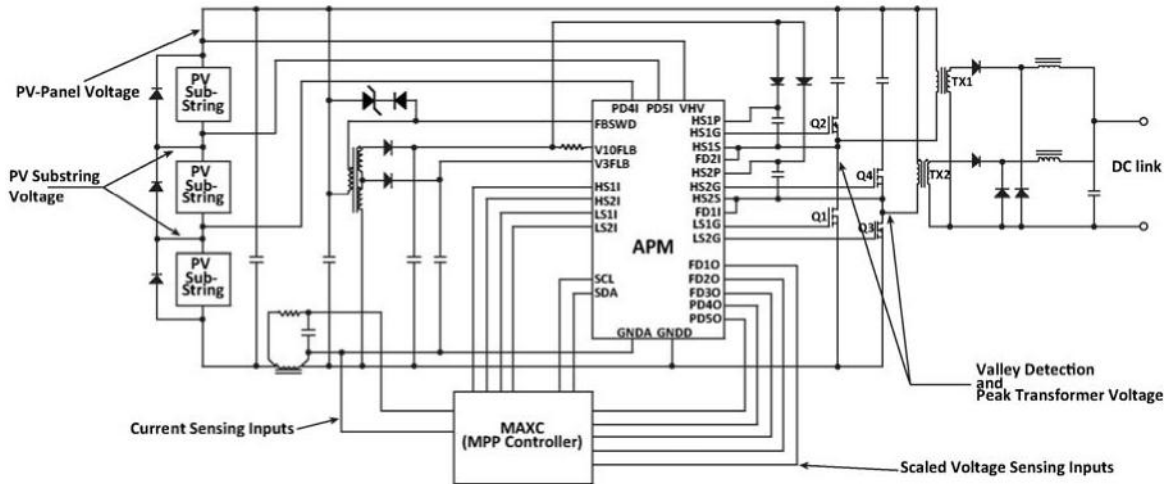 PV-Panel Voltage
PV Substring
Voltage
PV
Sub-
String
PV
Sub-
String
PV
Sub-
String
PD4I PD5I VHV
FBSWD
V10FLB
V3FLB
HS1I
HS2I
LS1I
LS2I
SCL
SDA
APM
HS1P
HS1G
HS1S
FD2I
HS2P
HS2G
HS2S
FD1I
LS1G
LS2G
FD1O
FD2O
FD3O
PD4O
PD5O
GNDA GNDD
Q2
Q4
Q1
Q3
TX1
TX2
DC link
Valley Detection
and
Peak Transformer Voltage
Current Sensing Inputs
MAXC
(MPP Controller)
Scaled Voltage Sensing Inputs